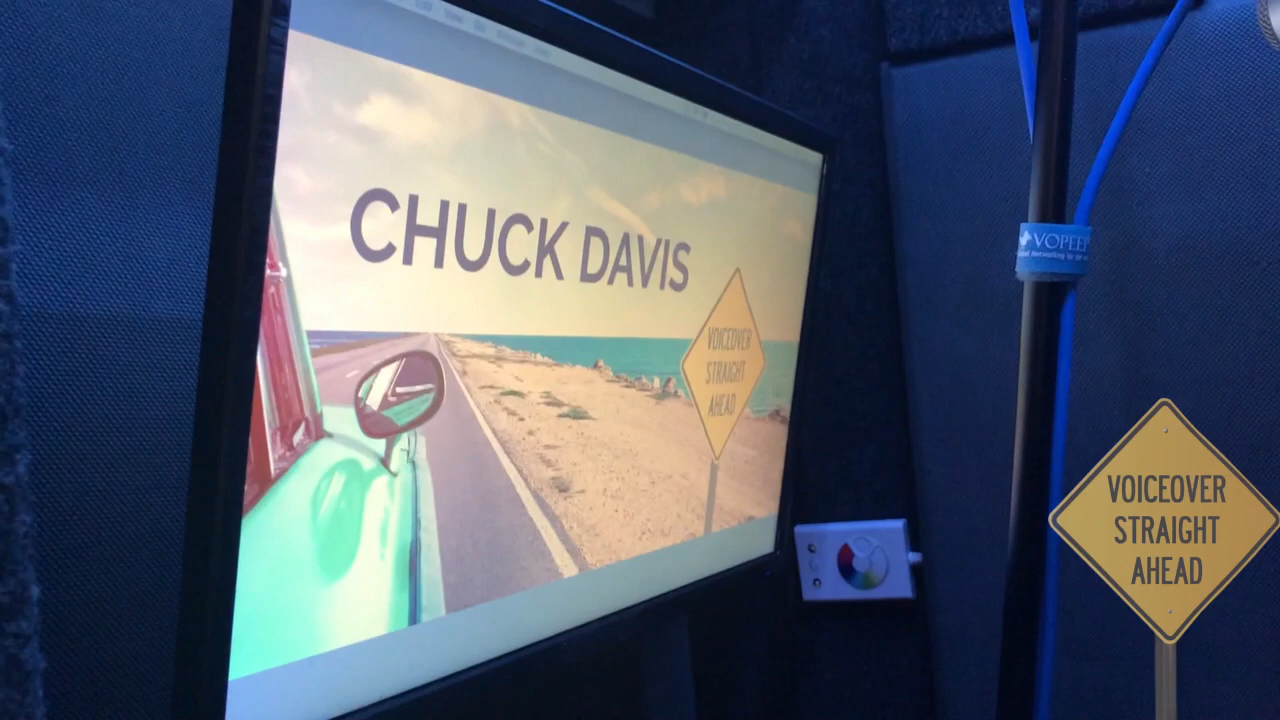 CHUCK DAVIS
VOICEOVER
STRAIGHT
AHEAD
VOPEEP
VOICEOVER
STRAIGHT
AHEAD